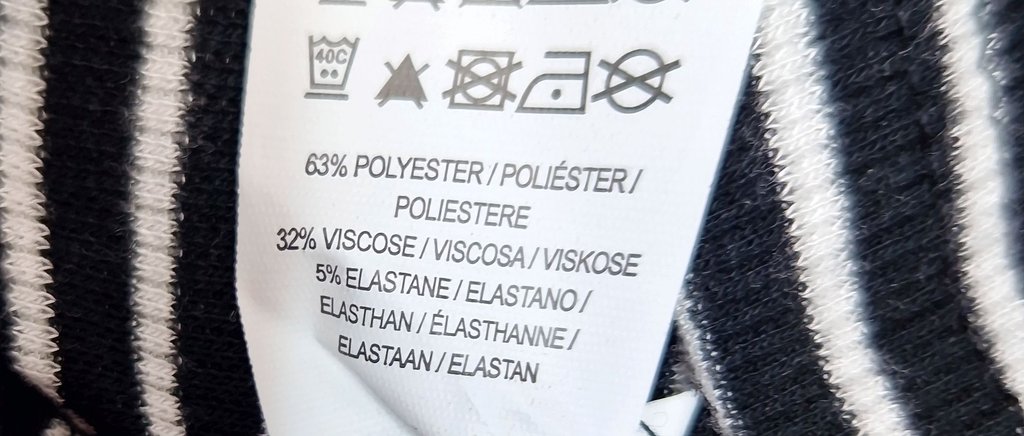 40C
63% POLYESTER / POLIÉSTER /
POLIESTERE
32% VISCOSE / VISCOSA / VISKOSE
5% ELASTANE / ELASTANO /
ELASTHAN / ÉLASTHANNE /
ELASTAAN / ELASTAN